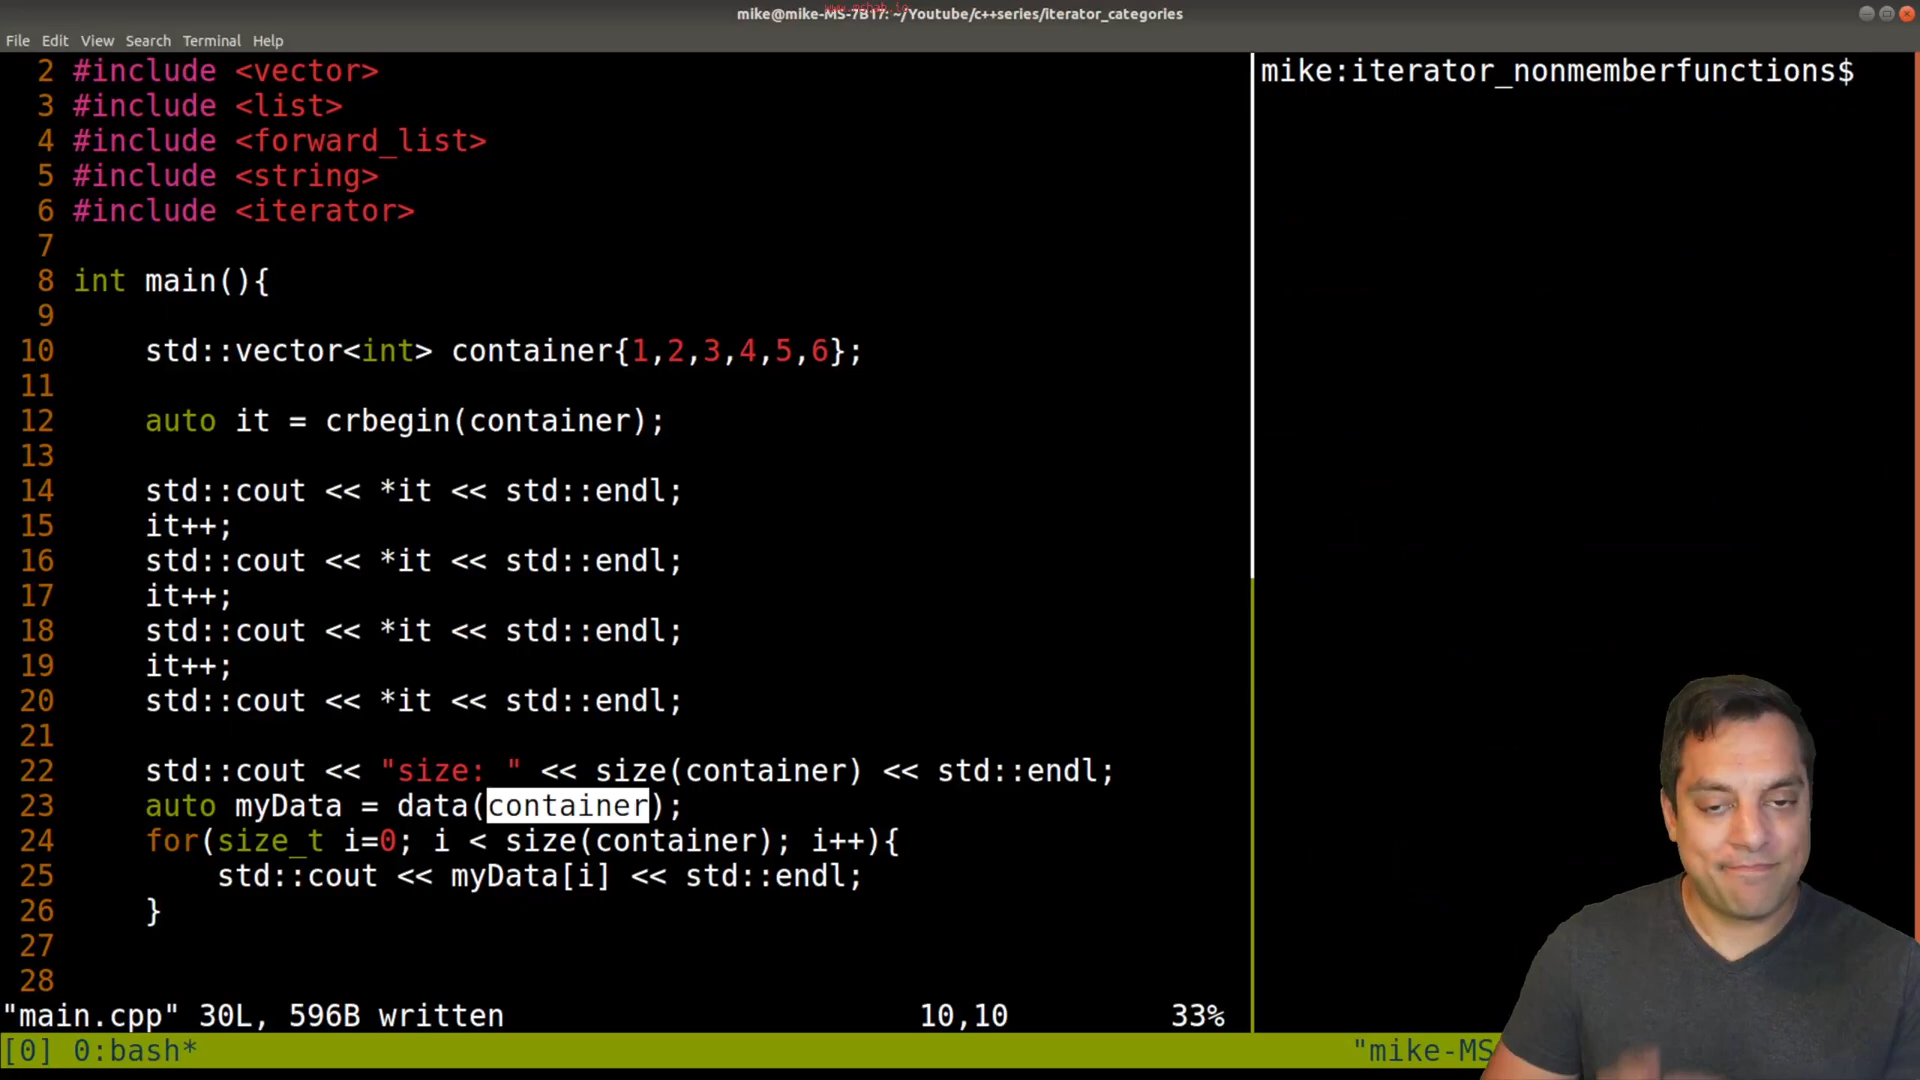 www.mshah.io
mike@mike-MS-7B17: ~/Youtube/c++series/iterator_categories
File Edit View Search Terminal Help
2 #include <vector>
3 #include <list>
4 #include <forward_list>
5 #include <string>
6 #include <iterator>
7
8 int main(){
9
10 std::vector<int> container{1,2,3,4,5,6};
11
12 auto it = crbegin(container);
13
14 std::cout << *it << std::endl;
15 it++;
16 std::cout << *it << std::endl;
17 it++;
18 std::cout << *it << std::endl;
19 it++;
20 std::cout << *it << std::endl;
21
22 std::cout << "size: " << size(container) << std::endl;
23 auto myData = data(container);
24 for(size_t i=0; i < size(container); i++){
25 std::cout << myData[i] << std::endl;
26 }
27
28
"main.cpp" 30L, 596B written 10,10 33%
mike:iterator_nonmemberfunctions$
[0] 0:bash* "mike-MS